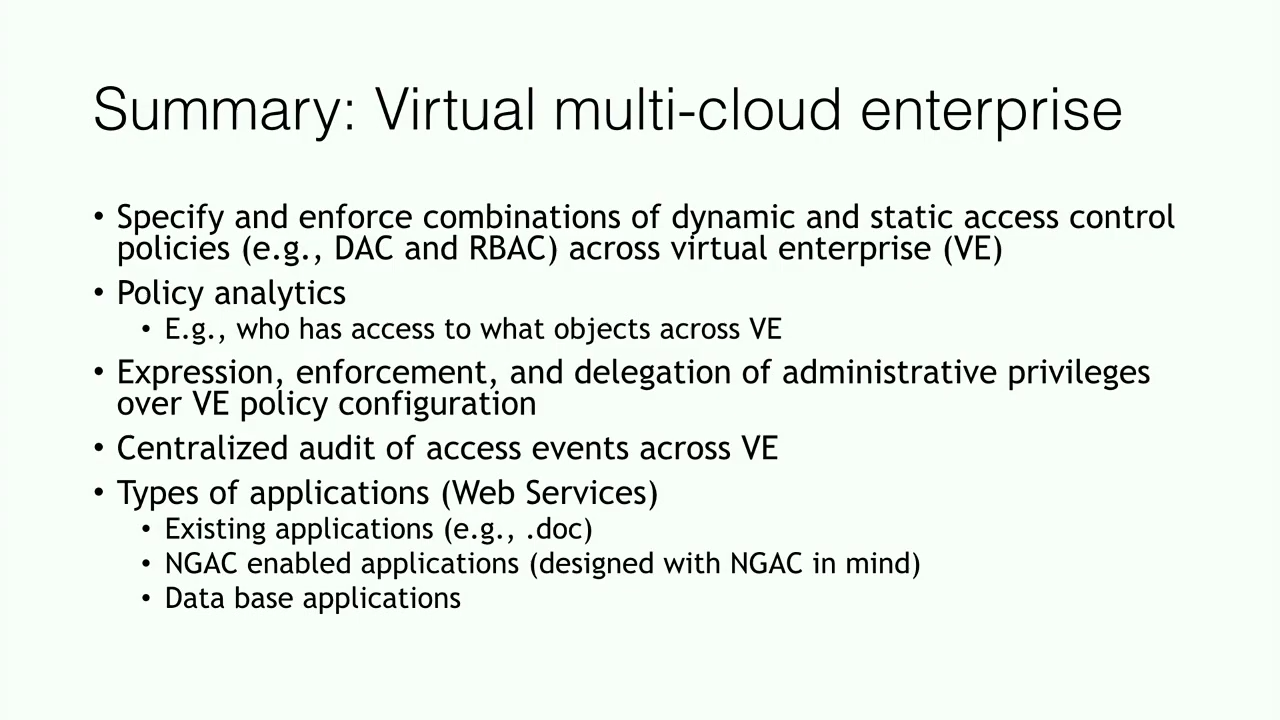 Summary: Virtual multi-cloud enterprise
• Specify and enforce combinations of dynamic and static access control
policies (e.g., DAC and RBAC) across virtual enterprise (VE)
• Policy analytics
• E.g., who has access to what objects across VE
• Expression, enforcement, and delegation of administrative privileges
over VE policy configuration
• Centralized audit of access events across VE
• Types of applications (Web Services)
• Existing applications (e.g., .doc)
• NGAC enabled applications (designed with NGAC in mind)
• Data base applications